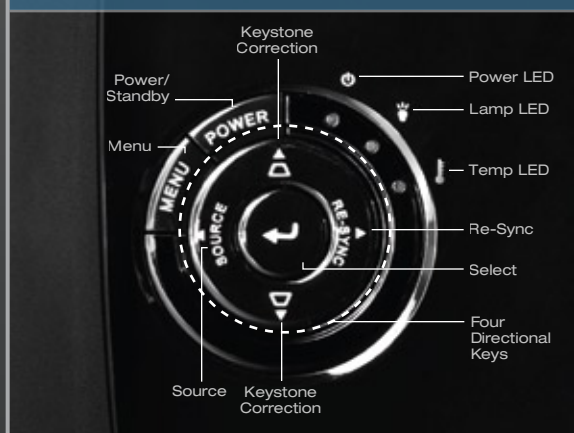 Keystone
Correction
Power/
Standby
Power LED
Lamp LED
Menu
POWER
MENU
Temp LED
SOURCE
RE-SYNC
Re-Sync
Select
Four
Directional
Keys
Source
Keystone
Correction